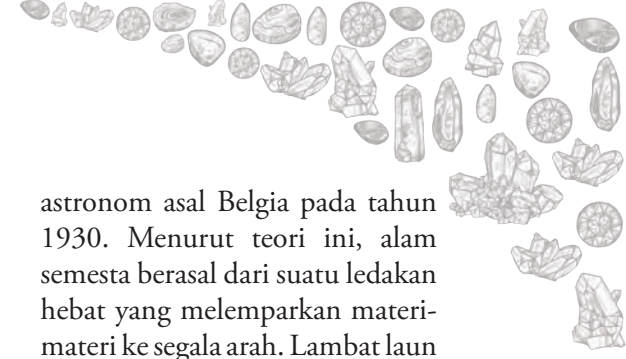 astronom asal Belgia pada tahun
1930. Menurut teori ini, alam
semesta berasal dari suatu ledakan
hebat yang melemparkan materi-
materi ke segala arah. Lambat laun